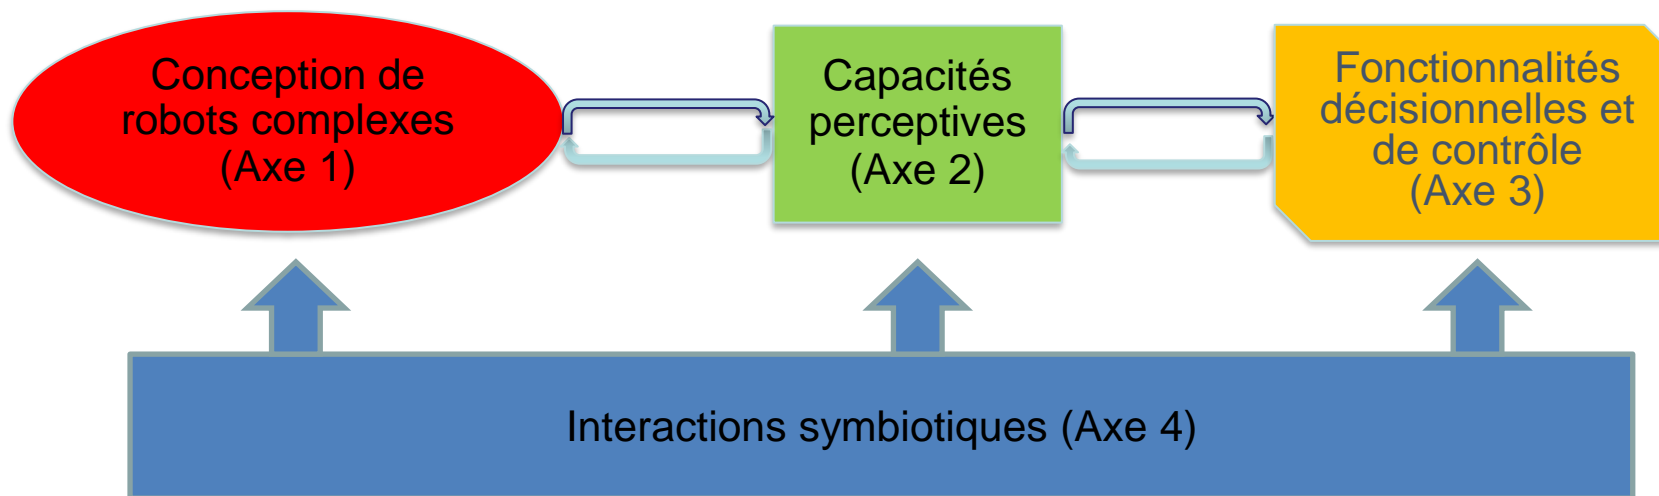 Conception de
robots complexes
(Axe 1)
Capacités
perceptives
(Axe 2)
Fonctionnalités
décisionnelles et
de contrôle
(Axe 3)
Interactions symbiotiques (Axe 4)